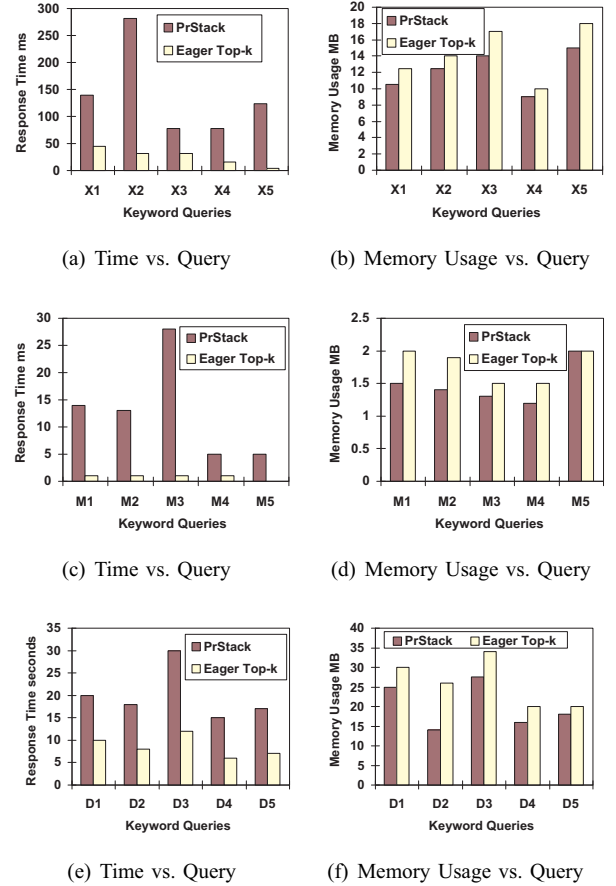 Response Time ms
300
250
200
150
100
50
0
PrStack
Eager Top-k
X1 X2 X3 X4 X5
Keyword Queries
(a) Time vs. Query
Memory Usage MB
20
18
16
14
12
10
8
6
4
2
0
PrStack
Eager Top-k
X1 X2 X3 X4 X5
Keyword Queries
(b) Memory Usage vs. Query
Response Time ms
30
25
20
15
10
5
0
PrStack
Eager Top-k
M1 M2 M3 M4 M5
Keyword Queries
(c) Time vs. Query
Memory Usage MB
2.5
2
1.5
1
0.5
0
PrStack
Eager Top-k
M1 M2 M3 M4 M5
Keyword Queries
(d) Memory Usage vs. Query
Response Time seconds
35
30
25
20
15
10
5
0
PrStack
Eager Top-k
D1 D2 D3 D4 D5
Keyword Queries
(e) Time vs. Query
Memory Usage MB
40
35
30
25
20
15
10
5
0
PrStack Eager Top-k
D1 D2 D3 D4 D5
Keyword Queries
(f) Memory Usage vs. Query